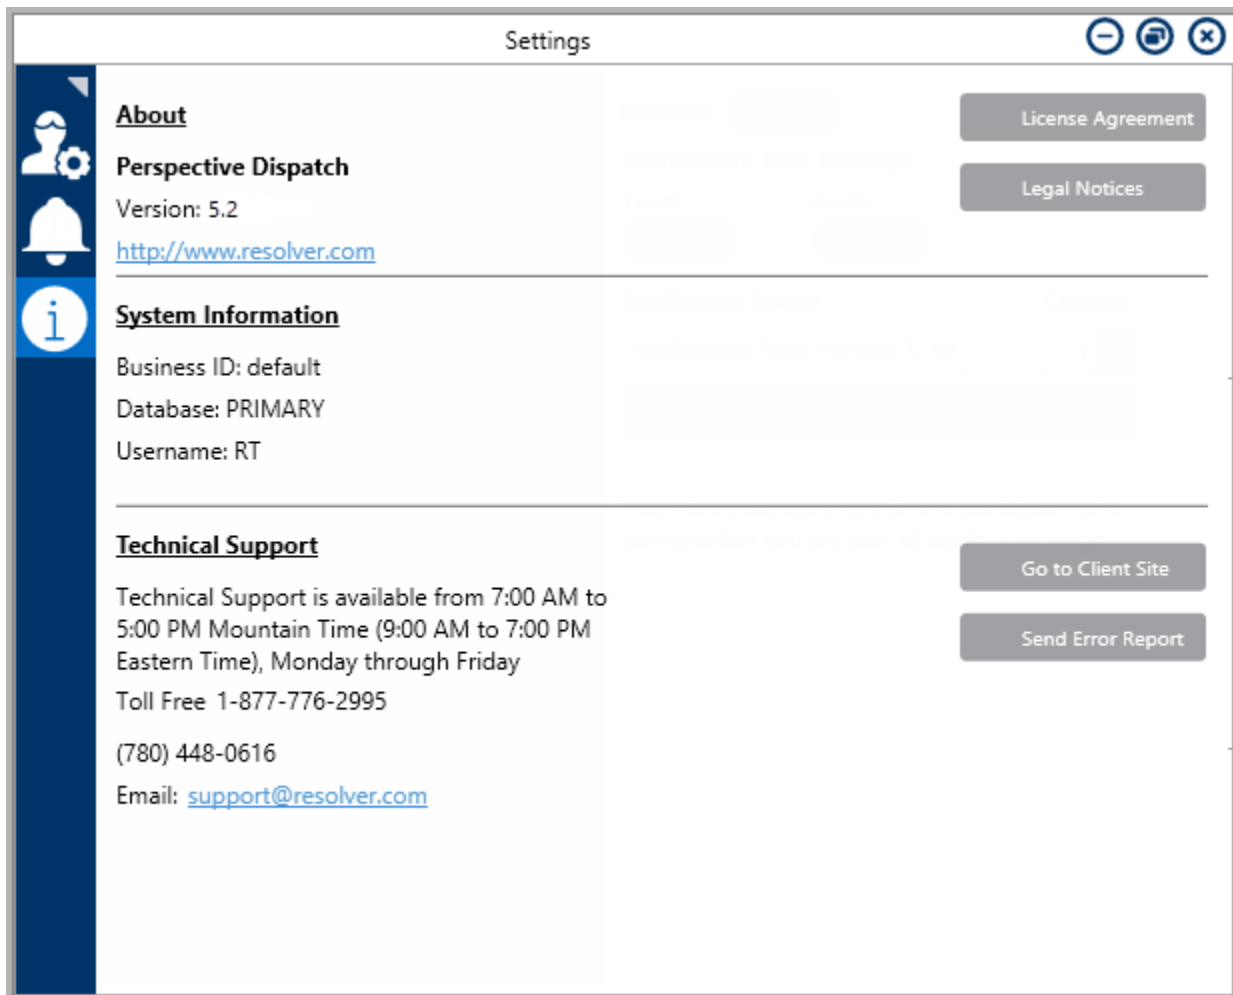 Settings
About
License Agreement
Perspective Dispatch
Legal Notices
Version: 5.2
http://www.resolver.com
System Information
Business ID: default
Database: PRIMARY
Username: RT
Technical Support
Go to Client Site
Technical Support is available from 7:00 AM to
5:00 PM Mountain Time (9:00 AM to 7:00 PM
Send Error Report
Eastern Time), Monday through Friday
Toll Free 1-877-776-2995
(780) 448-0616
Email: support@resolver.com